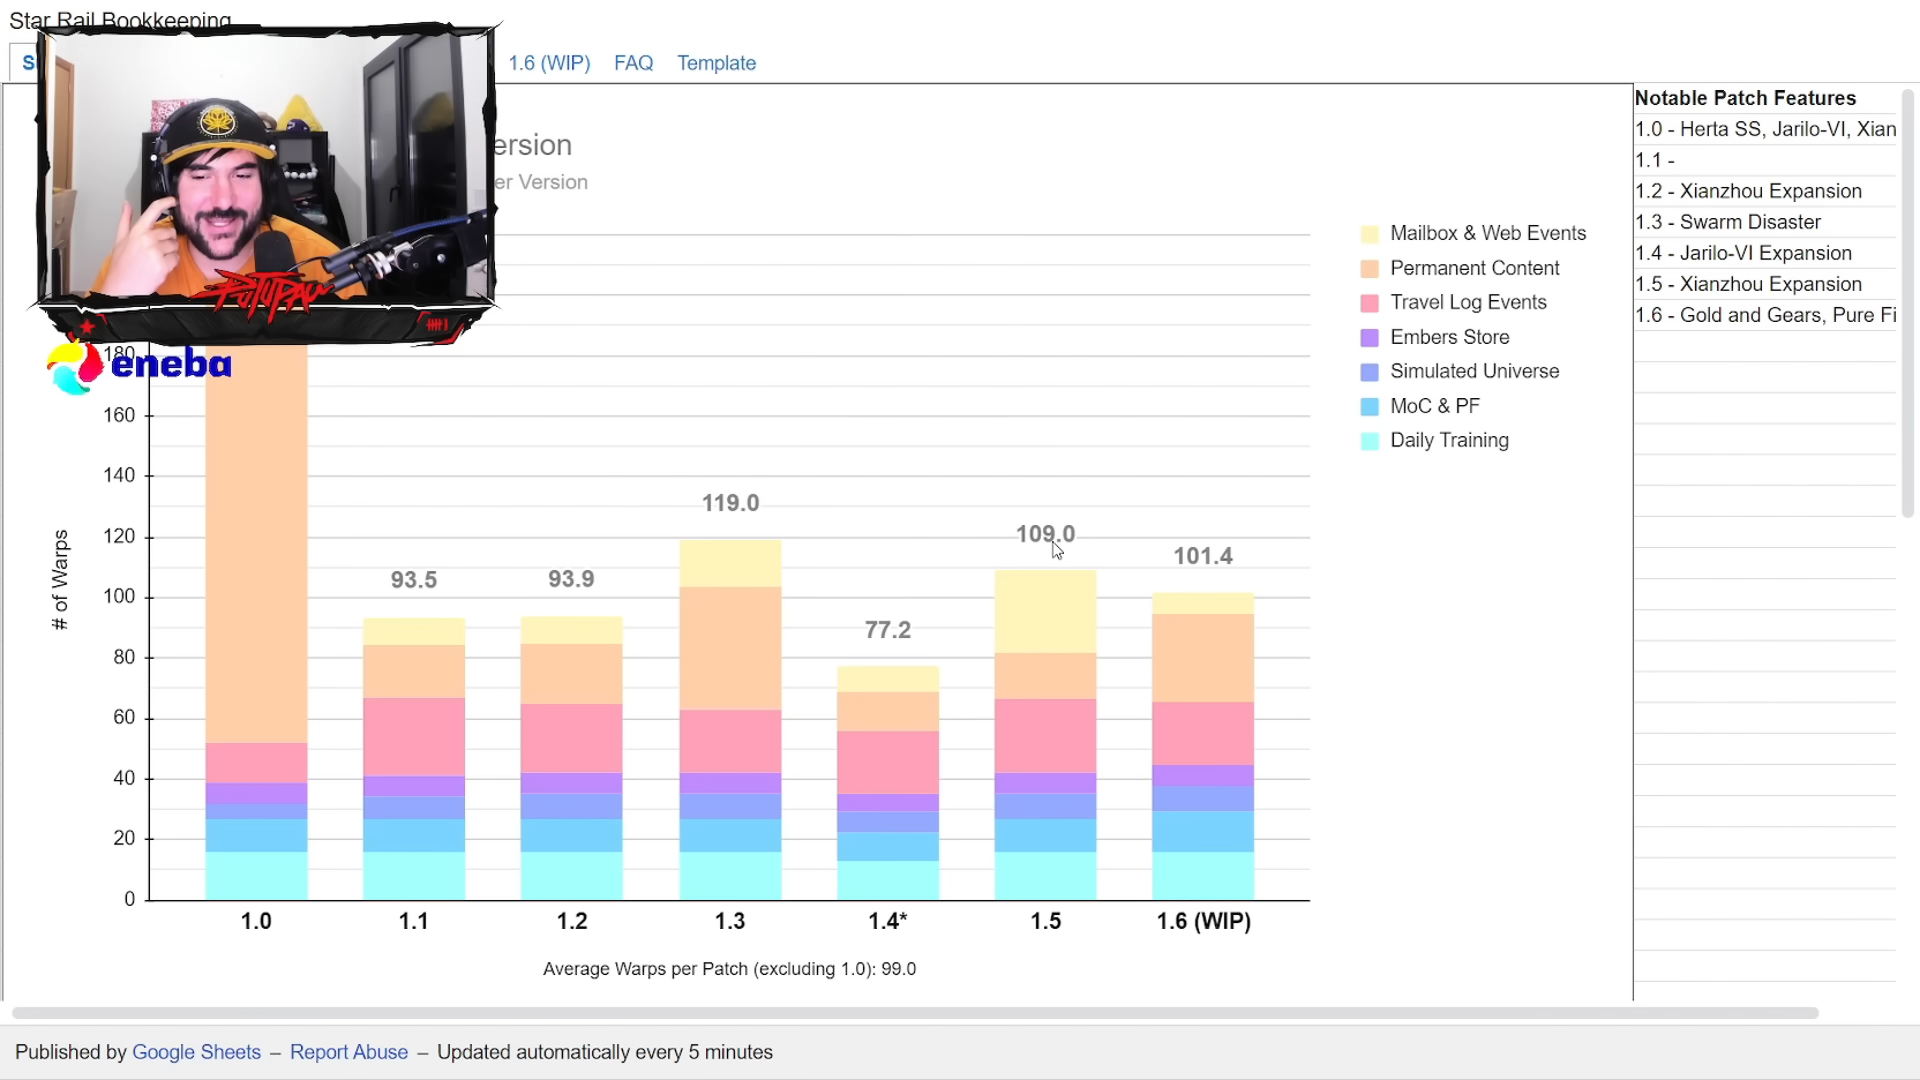 Star Rail Bookkeeping
1.6 (WIP)
FAQ
Template
ersion
er Version
PUTUPAU
eneba
# of Warps
180
160
140
120
100
80
60
40
20
0
93.5
93.9
119.0
77.2
109.0
101.4
1.0
1.1
1.2
1.3
1.4*
1.5
1.6 (WIP)
Average Warps per Patch (excluding 1.0): 99.0
Mailbox & Web Events
Permanent Content
Travel Log Events
Embers Store
Simulated Universe
MoC & PF
Daily Training
Notable Patch Features
1.0 - Herta SS, Jarilo-VI, Xian
1.1 -
1.2 - Xianzhou Expansion
1.3 - Swarm Disaster
1.4 - Jarilo-VI Expansion
1.5 - Xianzhou Expansion
1.6 - Gold and Gears, Pure Fi
Published by Google Sheets – Report Abuse – Updated automatically every 5 minutes